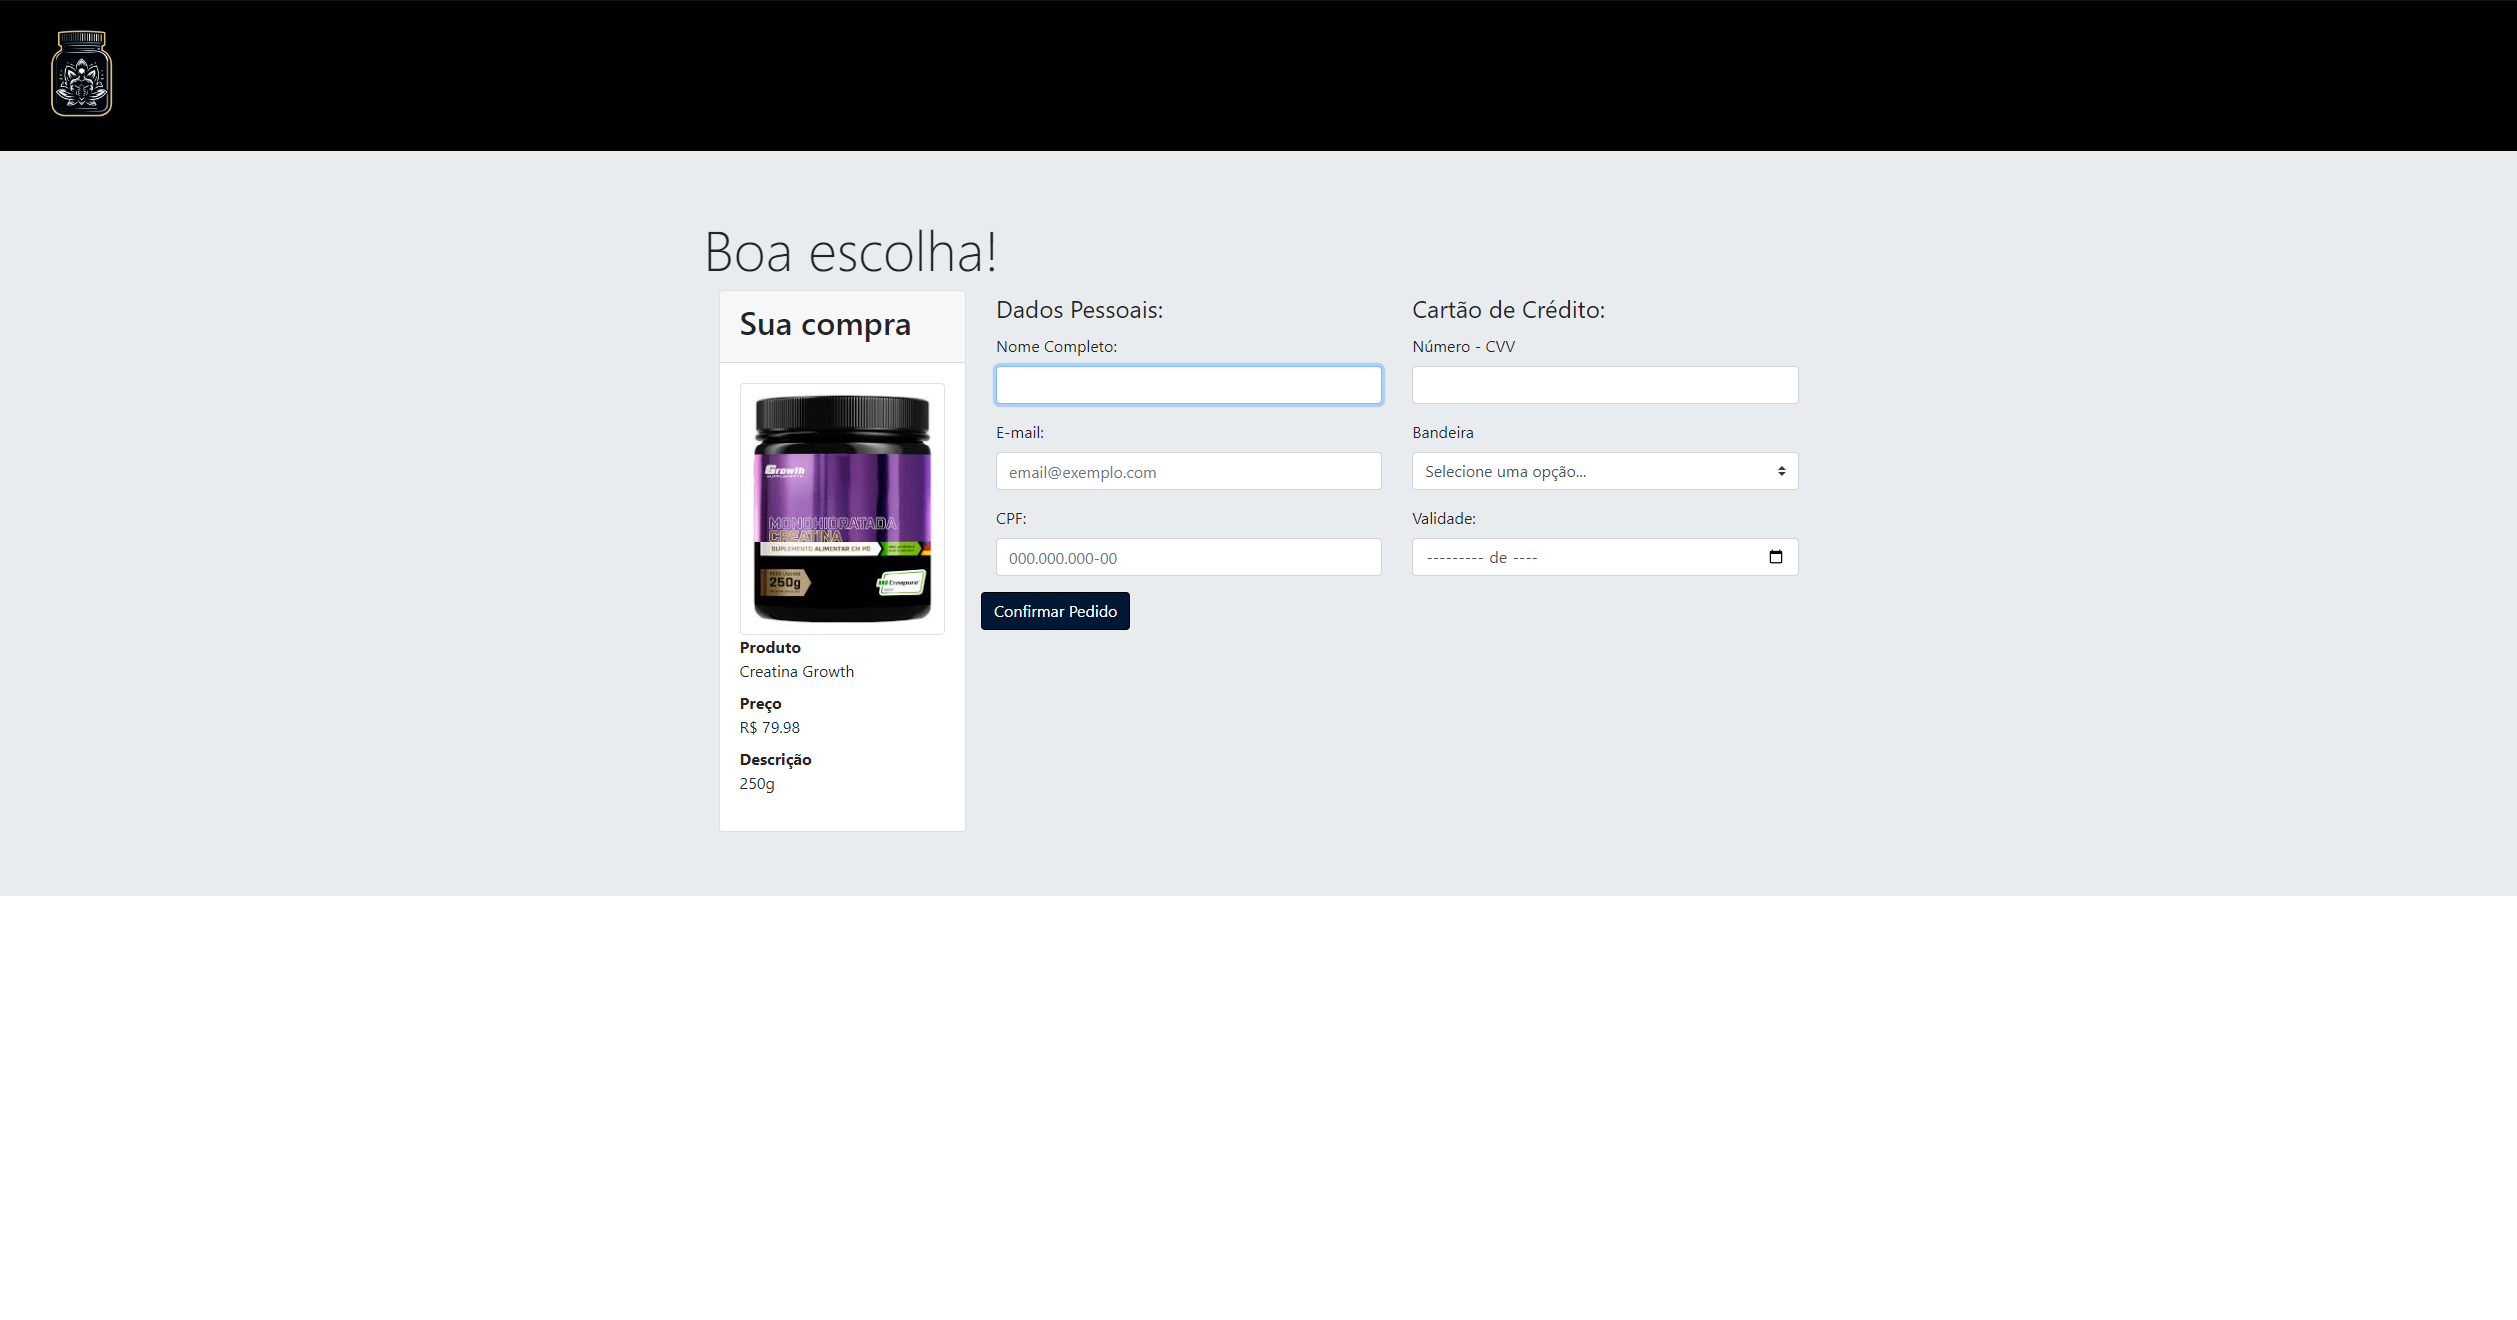 Boa escolha!
Sua compra
Growth
SUPPLEMENTS
MONOHIDRATADA
CREATINA
SUPLEMENTO ALIMENTAR EM PÓ
250g
Creapure
Produto
Creatina Growth
Preço
R$ 79.98
Descrição
250g
Dados Pessoais:
Nome Completo:
E-mail:
email@exemplo.com
CPF:
000.000.000-00
Confirmar Pedido
Cartão de Crédito:
Número - CVV
Bandeira
Selecione uma opção...
Validade:
--------- de ----